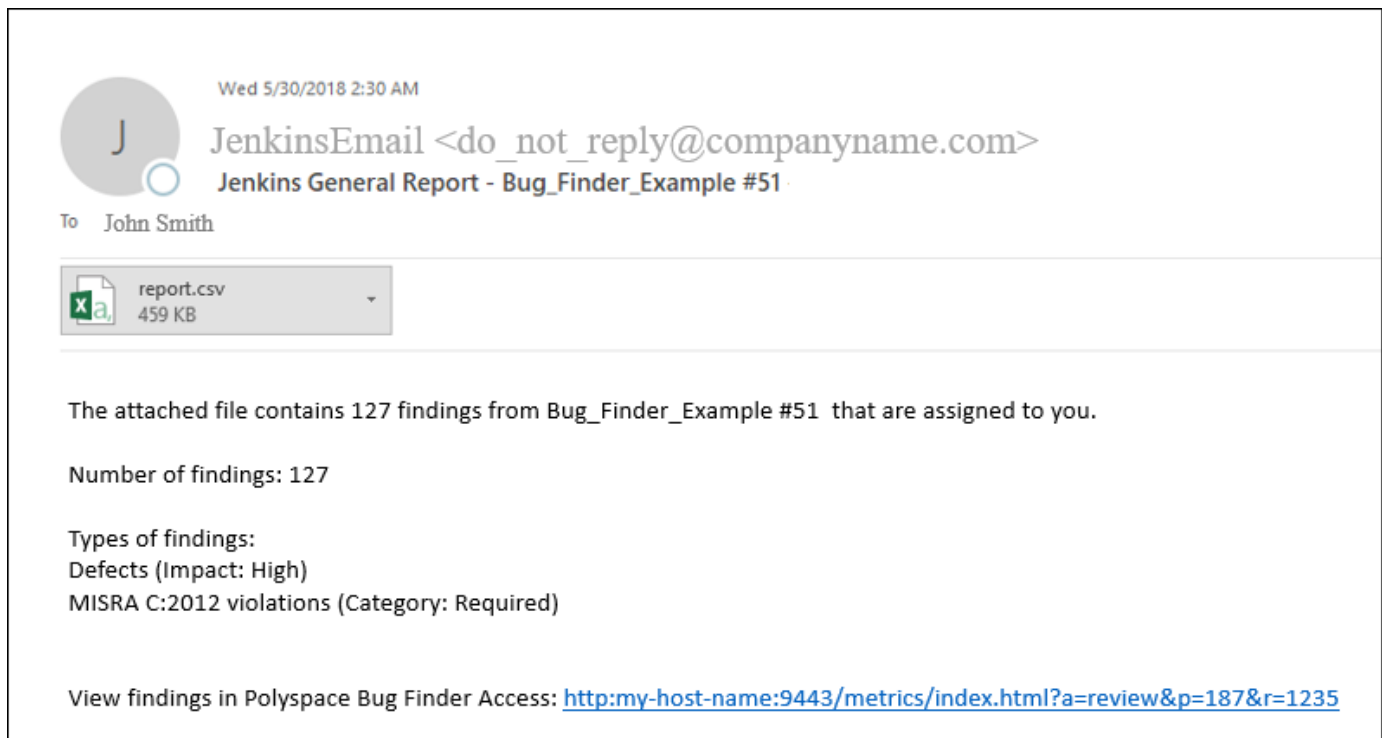 Wed 5/30/2018 2:30 AM
J
JenkinsEmail <do_not_reply@companyname.com>
Jenkins General Report - Bug_Finder_Example #51
To John Smith
report.csv
459 KB
The attached file contains 127 findings from Bug_Finder_Example #51  that are assigned to you.
Number of findings: 127
Types of findings:
Defects (Impact: High)
MISRA C:2012 violations (Category: Required)
View findings in Polyspace Bug Finder Access: http:my-host-name:9443/metrics/index.html?a=review&p=187&r=1235